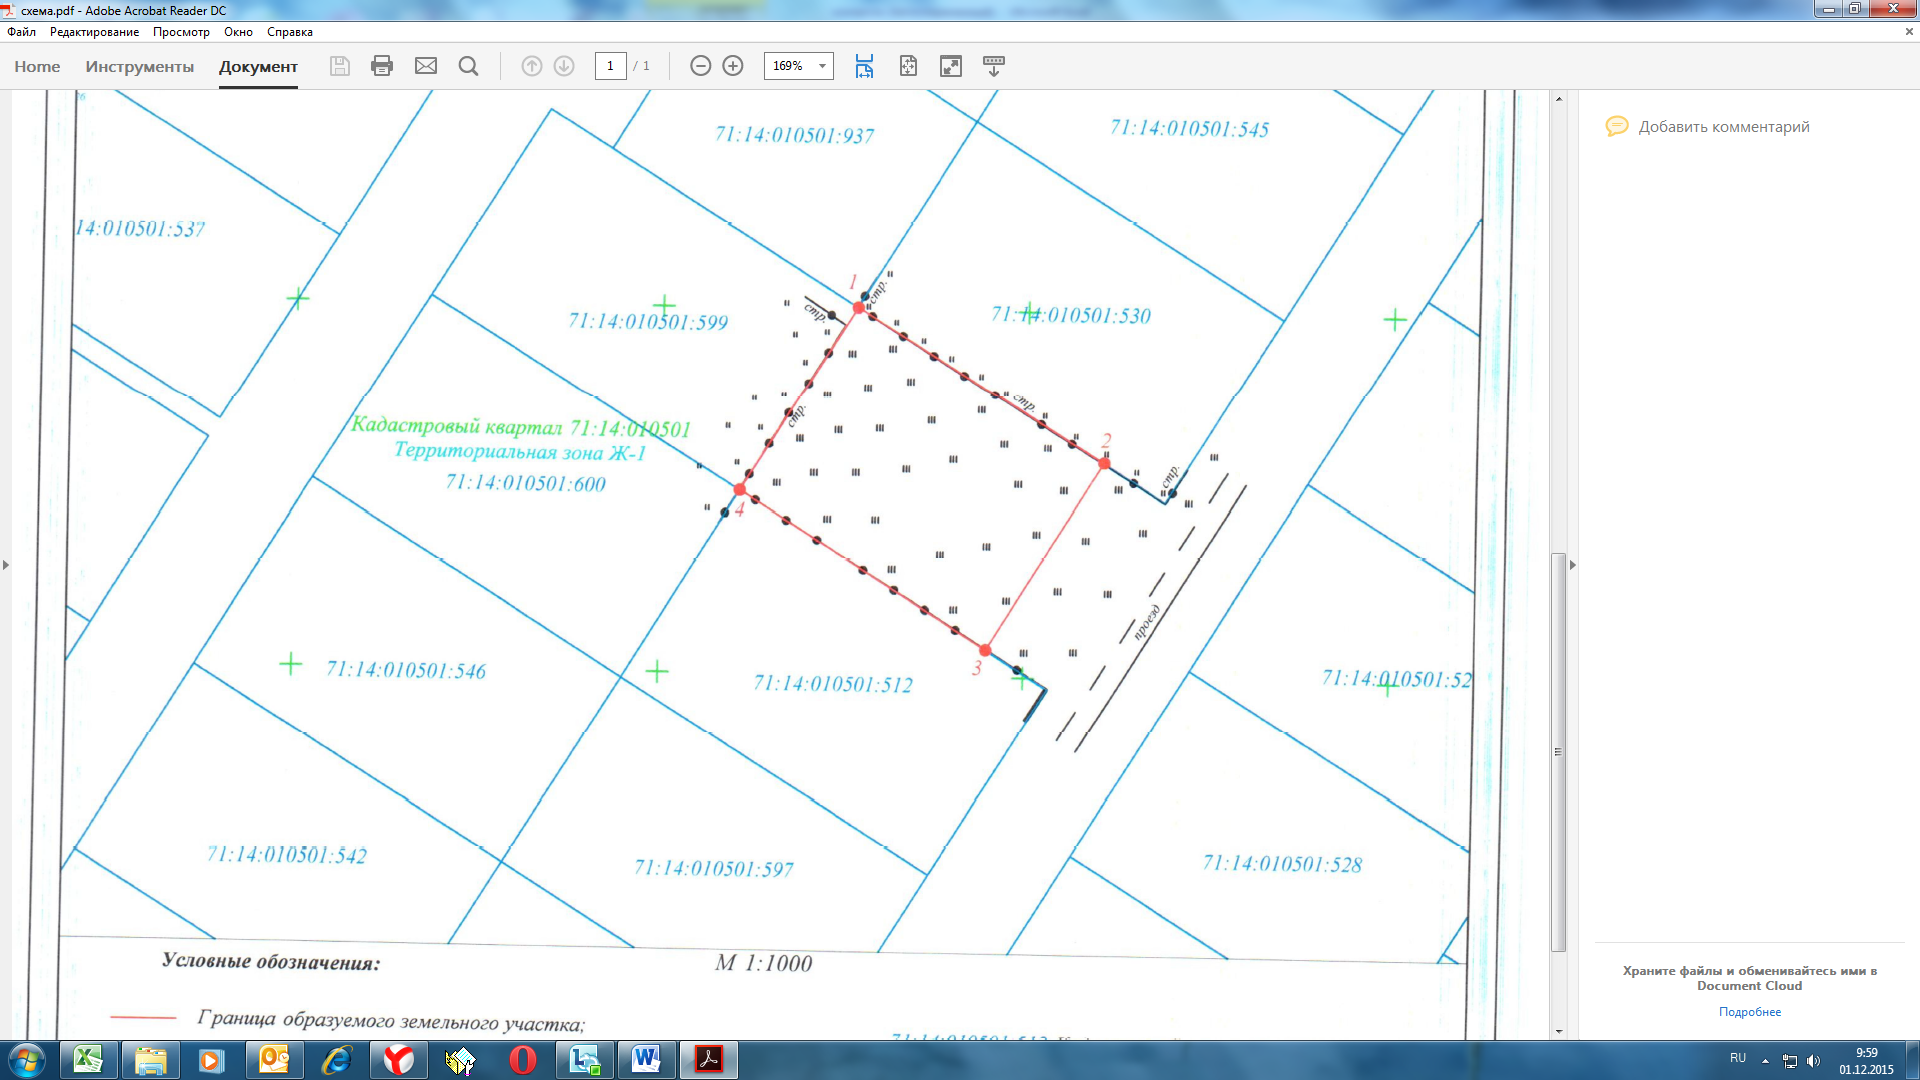 схема.pdf - Adobe Acrobat Reader DC
Файл Редактирование Просмотр Окно Справка
Home Инструменты Документ 1 / 1 169%
71:14:010501:937
71:14:010501:545
14:010501:537
1
стр.
стр.
71:14:010501:599
71:14:010501:530
стр.
стр.
Кадастровый квартал 71:14:010501
Территориальная зона Ж-1
71:14:010501:600
2
стр.
4
проезд
3
71:14:010501:546
71:14:010501:512
71:14:010501:52
71:14:010501:542
71:14:010501:597
71:14:010501:528
Условные обозначения:
М 1:1000
Граница образуемого земельного участка;
Добавить комментарий
Храните файлы и обменивайтесь ими в
Document Cloud
Подробнее
RU
9:59
01.12.2015